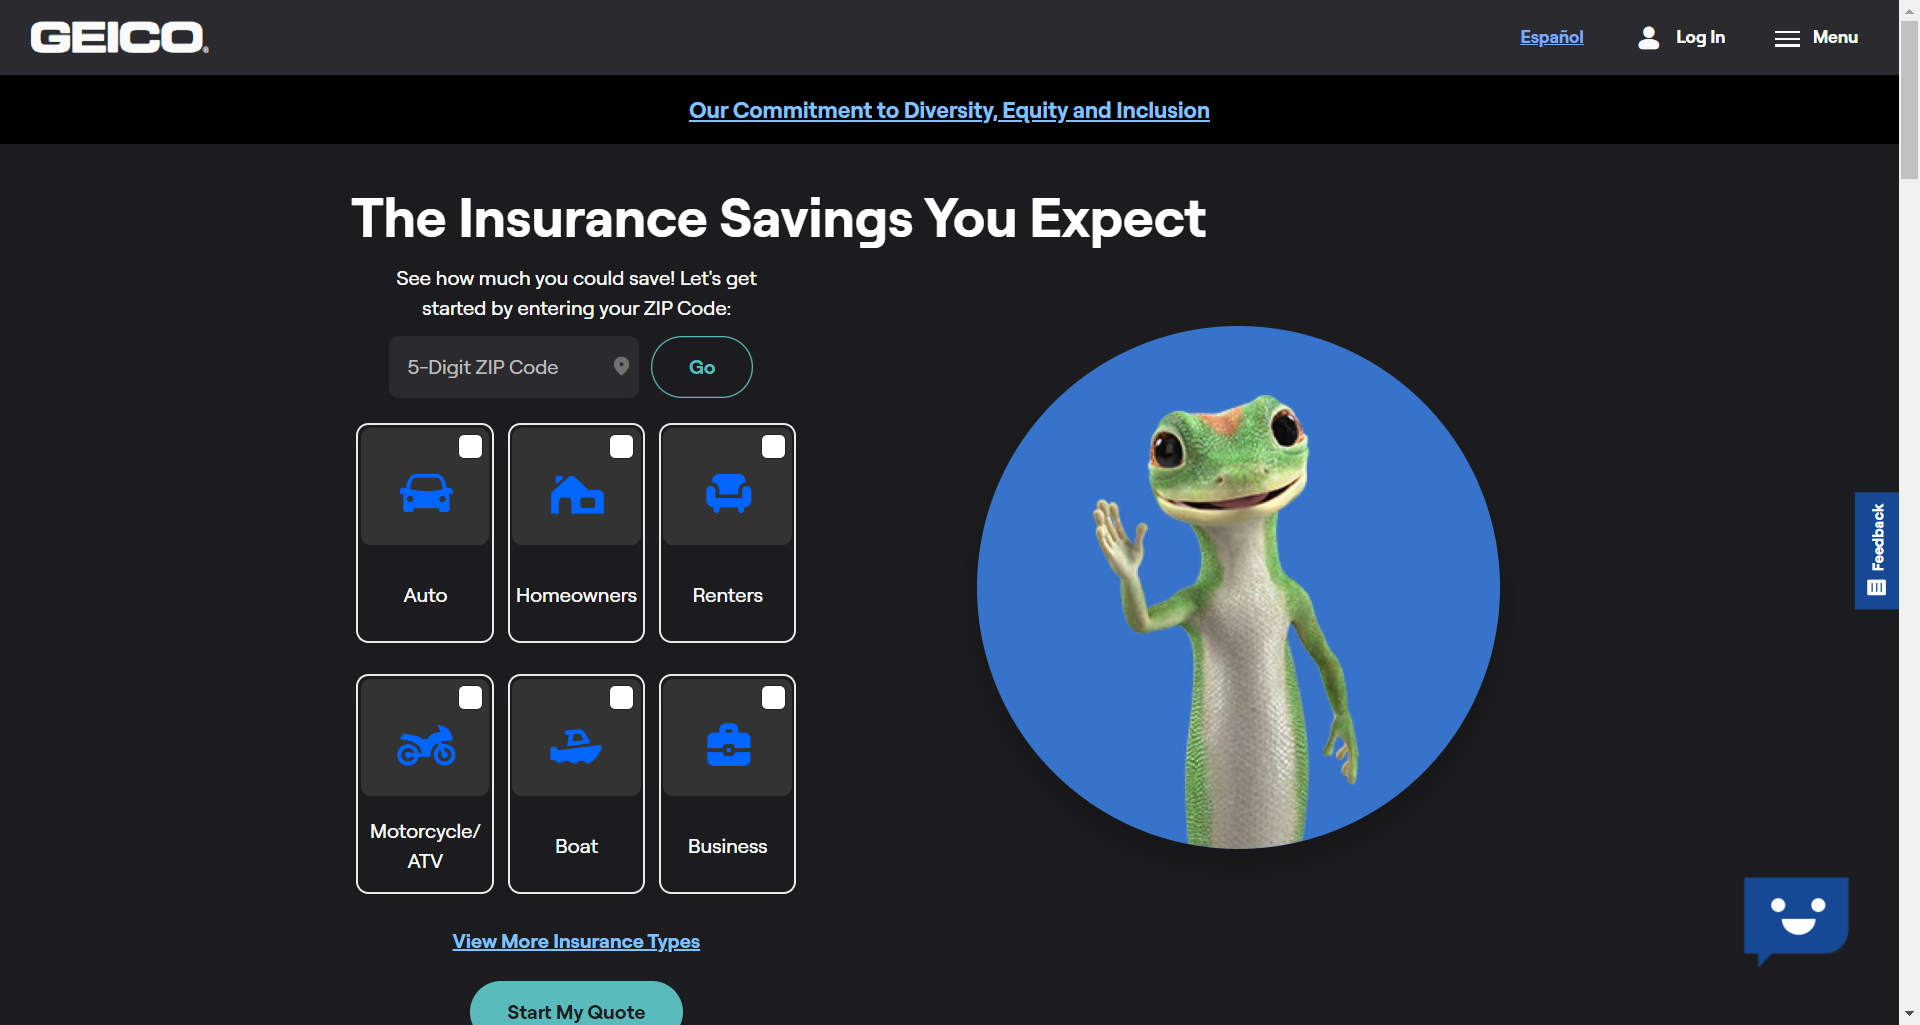 GEICO
Español
Log In
Menu
Our Commitment to Diversity, Equity and Inclusion
The Insurance Savings You Expect
See how much you could save! Let's get
started by entering your ZIP Code:
5-Digit ZIP Code
Go
Auto
Homeowners
Renters
Feedback
Motorcycle/
ATV
Boat
Business
View More Insurance Types
Start My Quote